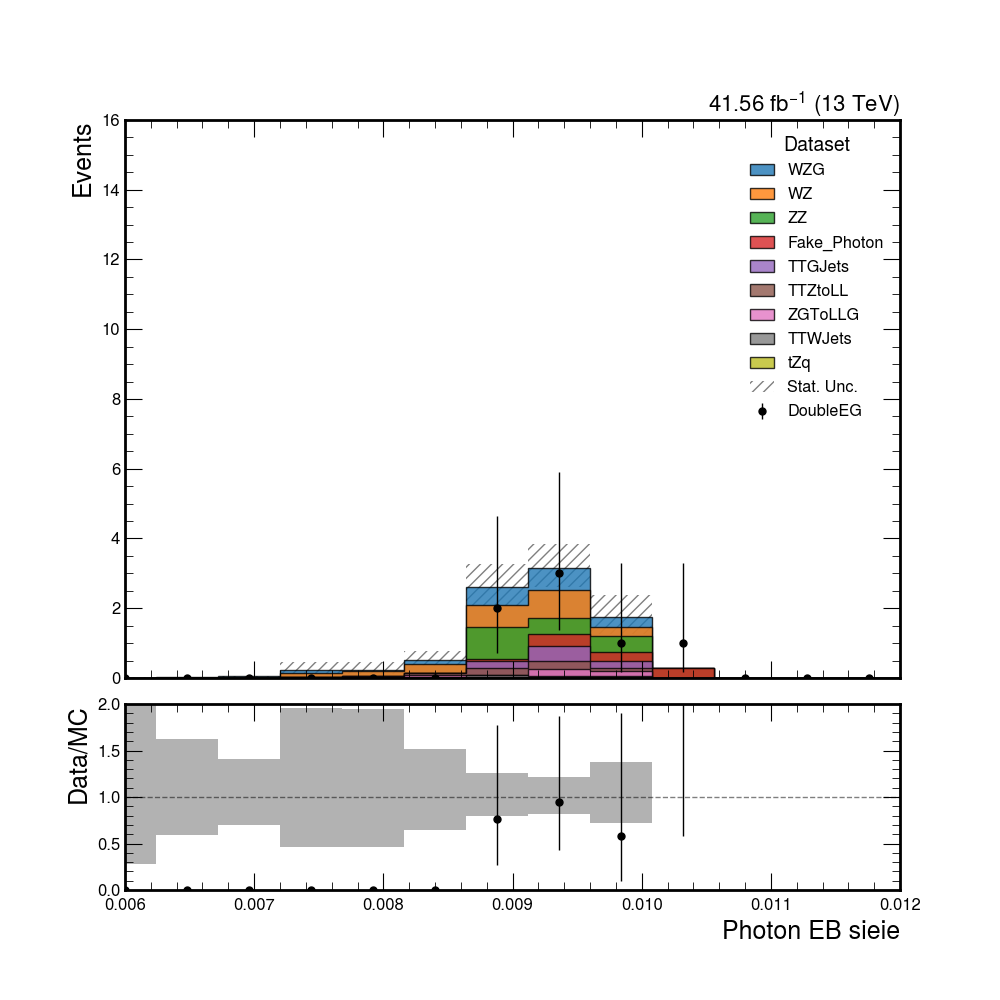 41.56 fb⁻¹ (13 TeV)
Events
16
14
12
10
8
6
4
2
0
Dataset
WZG
WZ
ZZ
Fake_Photon
TTGJets
TTZtoLL
ZGToLLG
TTWJets
tZq
Stat. Unc.
DoubleEG
Data/MC
2.0
1.5
1.0
0.5
0.0
0.006 0.007 0.008 0.009 0.010 0.011 0.012
Photon EB sieie